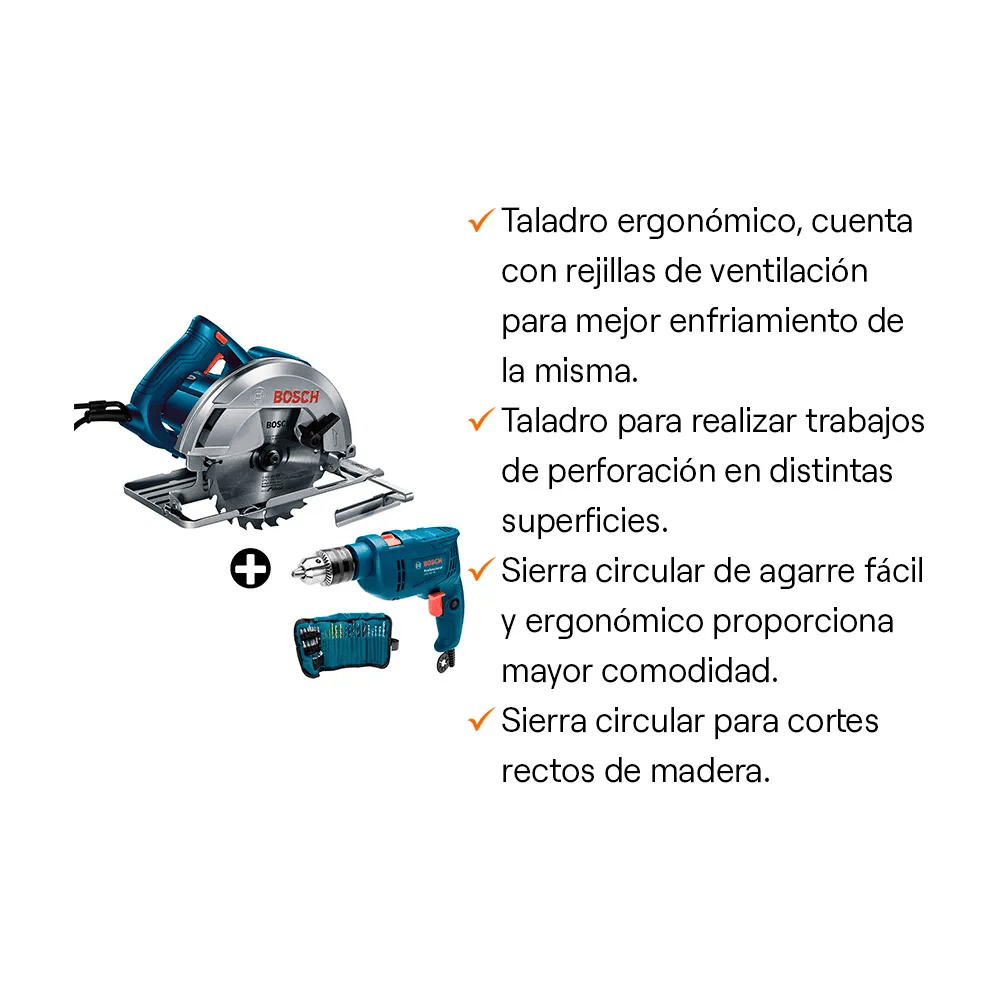 Taladro ergonómico, cuenta
con rejillas de ventilación
para mejor enfriamiento de
la misma.
Taladro para realizar trabajos
de perforación en distintas
superficies.
Sierra circular de agarre fácil
y ergonómico proporciona
mayor comodidad.
Sierra circular para cortes
rectos de madera.
BOSCH
BOSCH
BOSCH
Professional